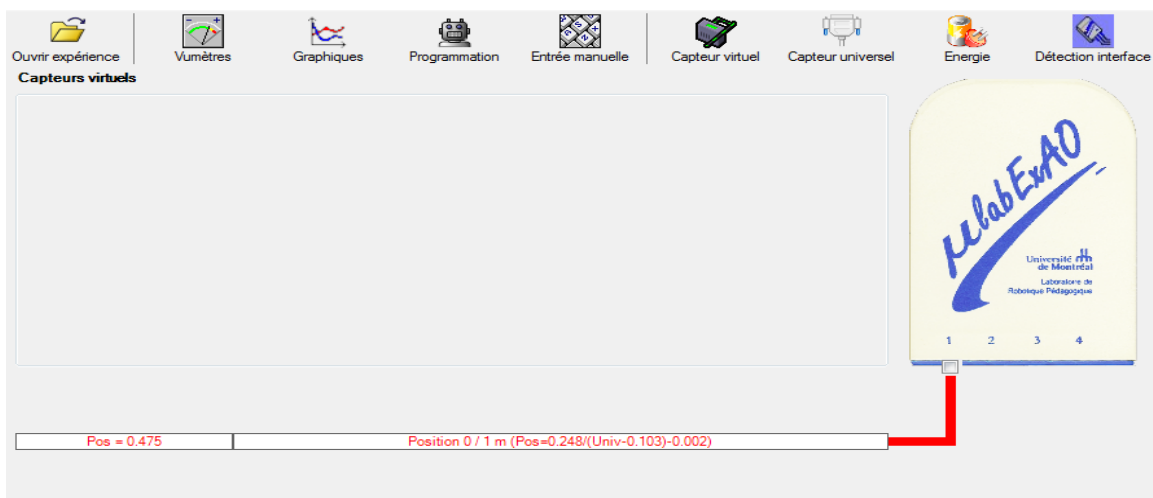 Ouvrir expérience Vumètres Graphiques Programmation Entrée manuelle Capteur virtuel Capteur universel Energie Détection interface
Capteurs virtuels
µlabExAO
Université de Montréal
Laboratoire de
Robotique Pédagogique
1 2 3 4
Pos = 0.475 Position 0 / 1 m (Pos=0.248/(Univ-0.103)-0.002)